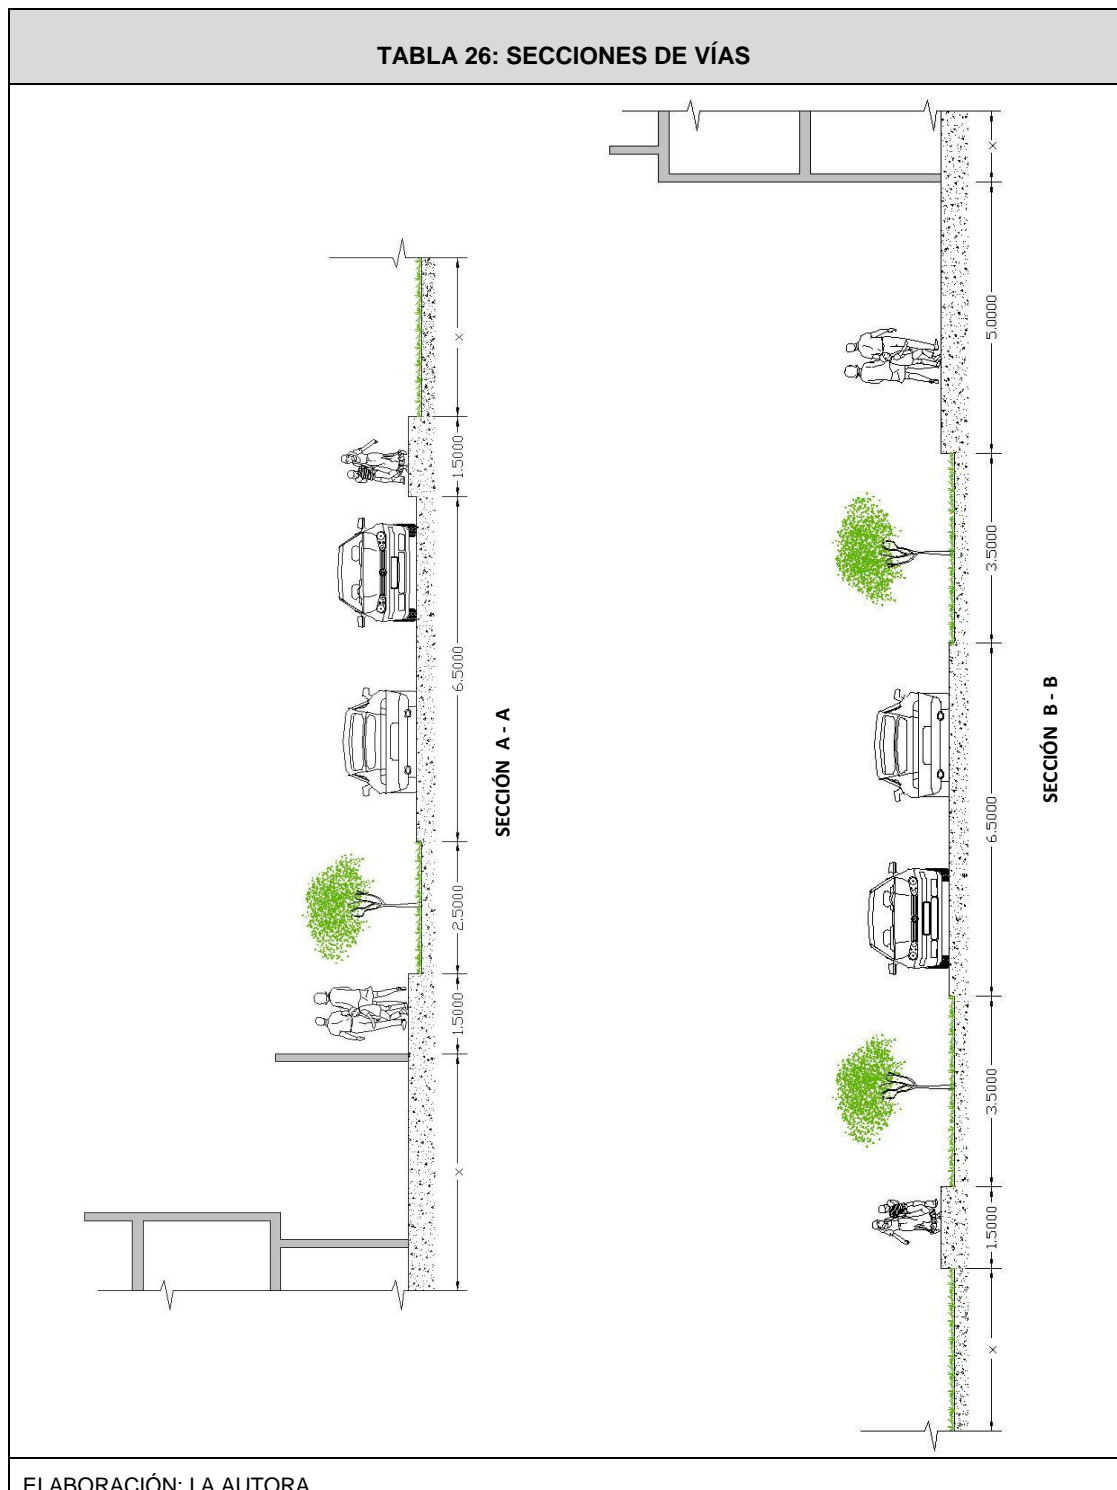 TABLA 26: SECCIONES DE VÍAS
x
1.5000
2.5000
6.5000
1.5000
x
SECCIÓN A - A
x
1.5000
3.5000
6.5000
3.5000
5.0000
x
SECCIÓN B - B
ELABORACIÓN: LA AUTORA